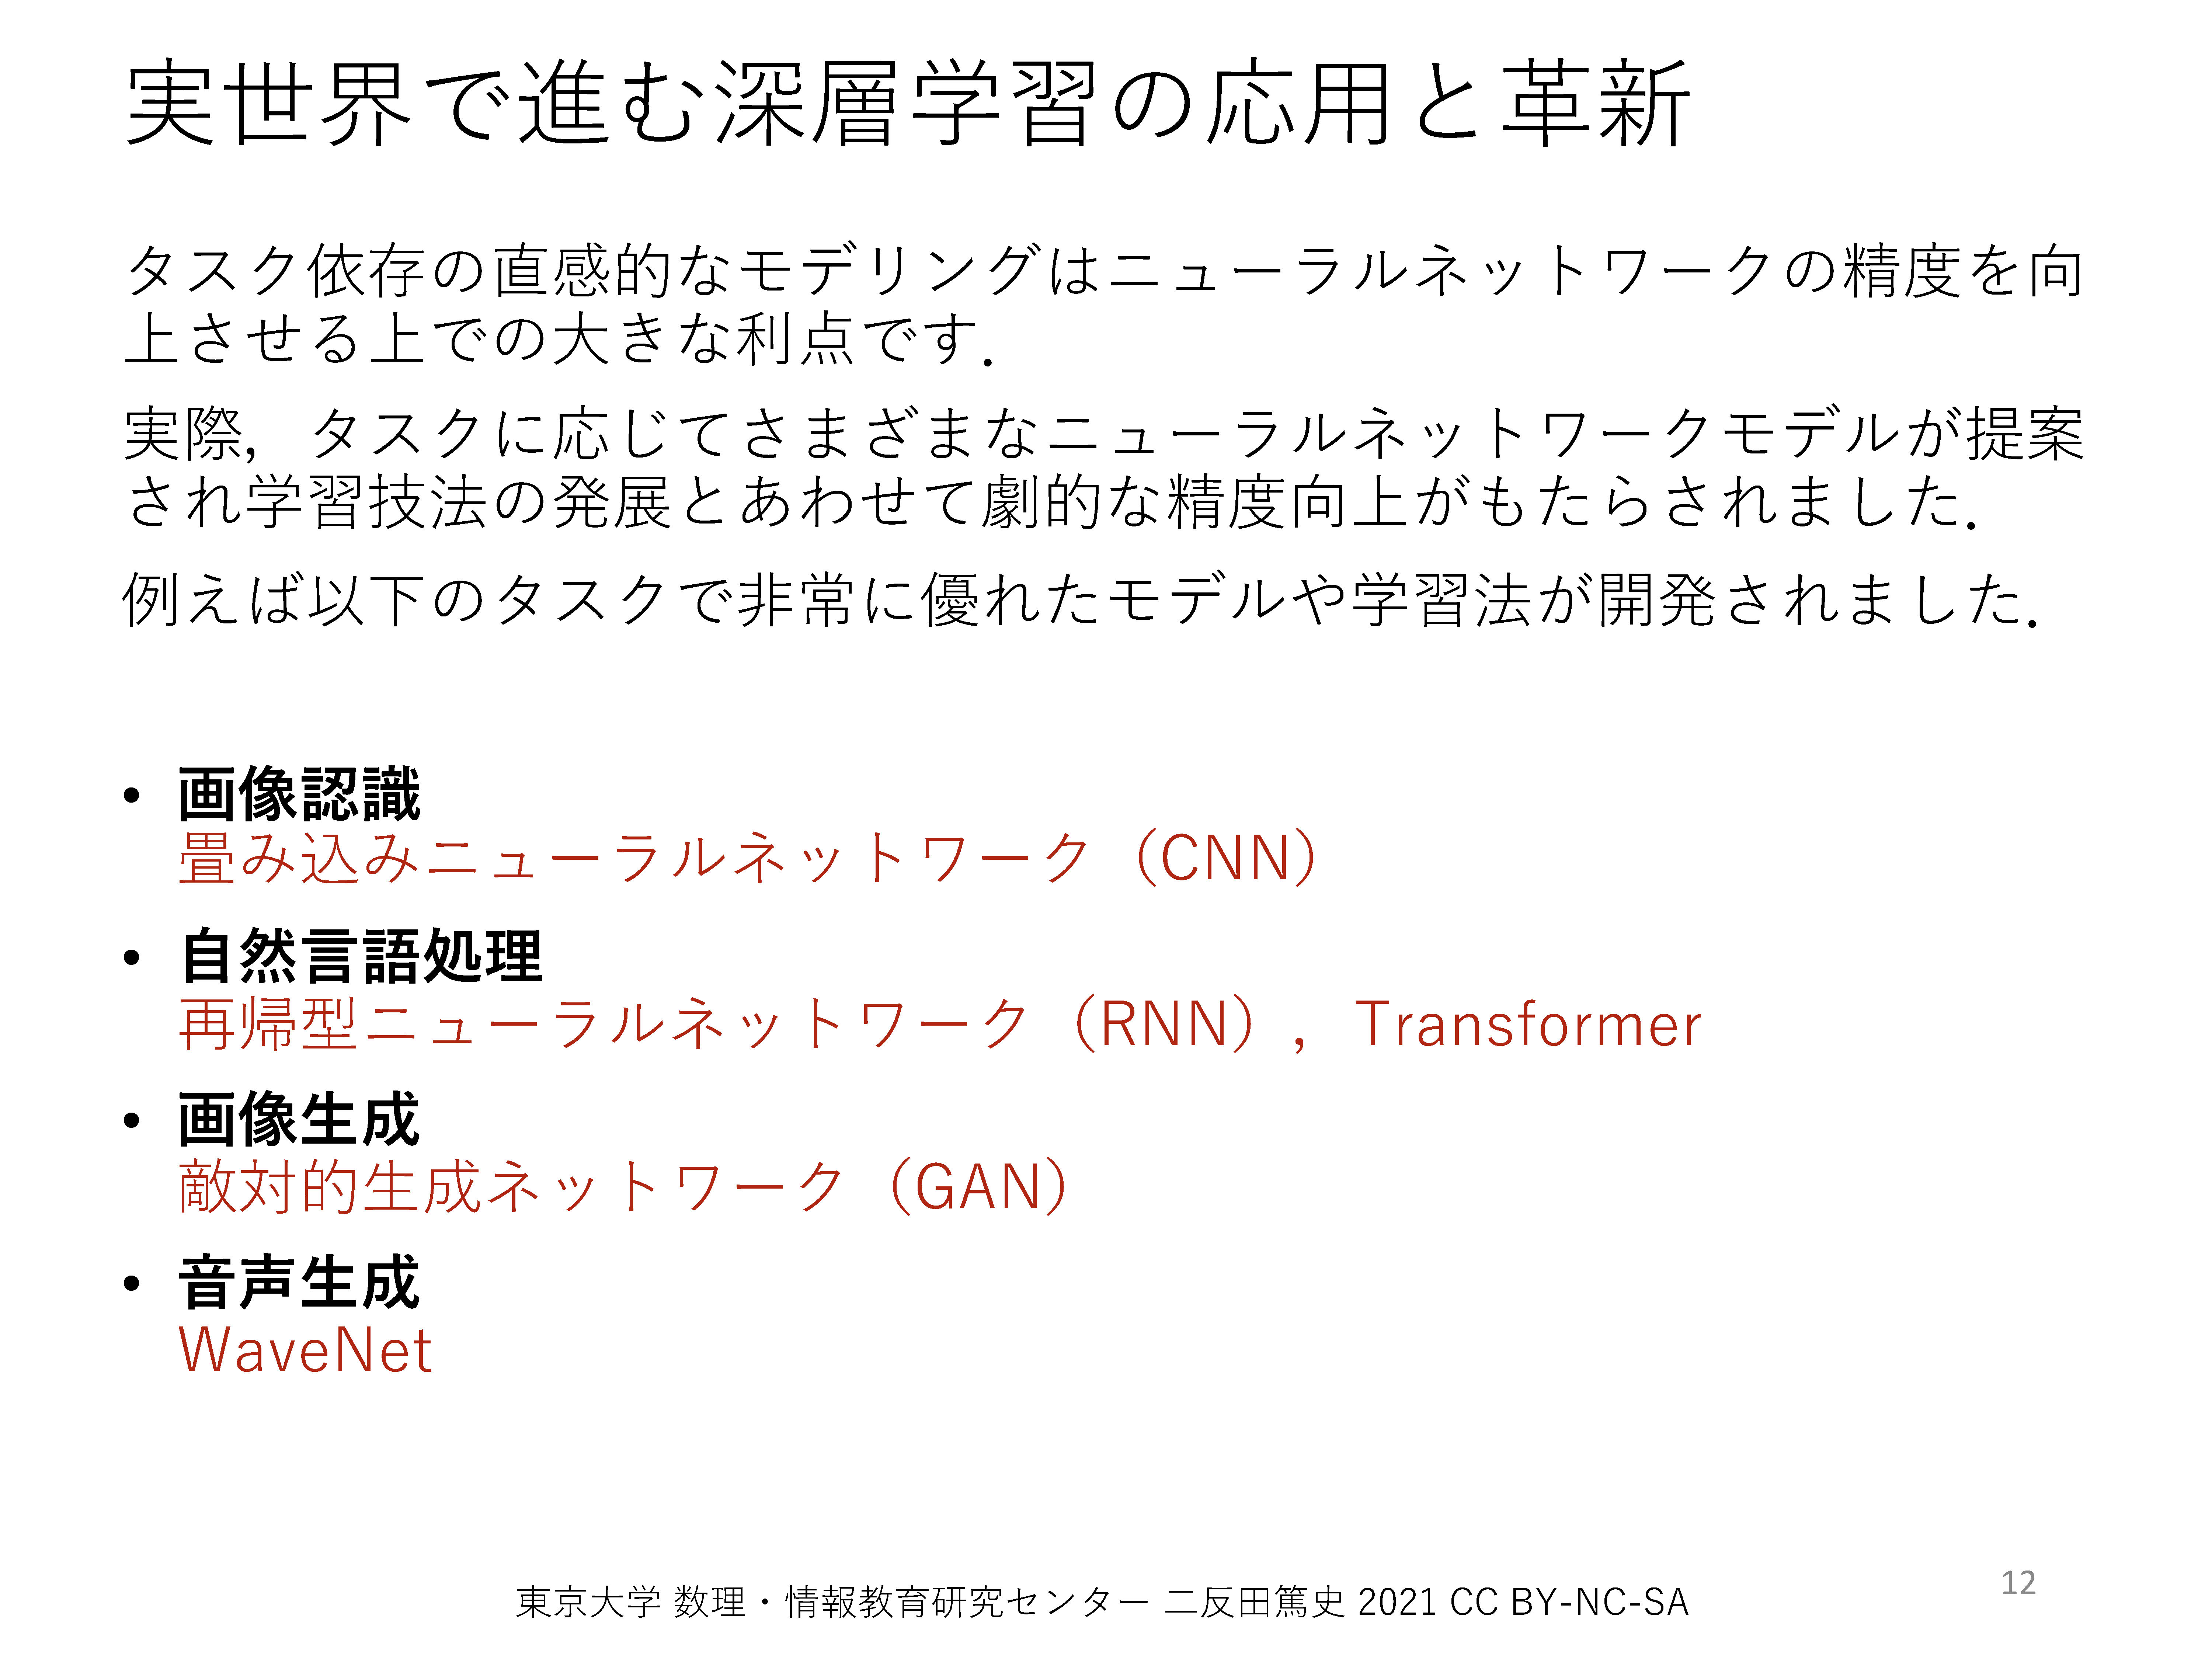 実世界で進む深層学習の応用と革新
タスク依存の直感的なモデリングはニューラルネットワークの精度を向
上させる上での大きな利点です．
実際，タスクに応じてさまざまなニューラルネットワークモデルが提案
され学習技法の発展とあわせて劇的な精度向上がもたらされました．
例えば以下のタスクで非常に優れたモデルや学習法が開発されました．
• 画像認識
畳み込みニューラルネットワーク（CNN）
• 自然言語処理
再帰型ニューラルネットワーク（RNN），Transformer
• 画像生成
敵対的生成ネットワーク（GAN）
• 音声生成
WaveNet
東京大学 数理・情報教育研究センター 二反田篤史 2021 CC BY-NC-SA
12